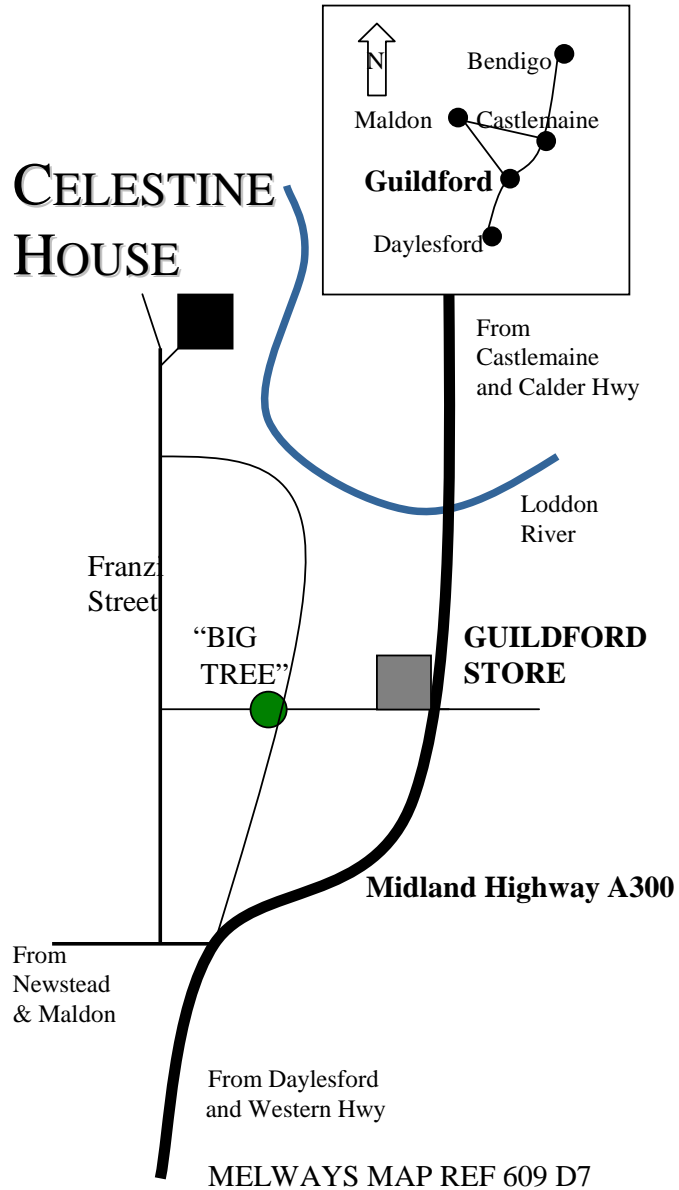 N
Bendigo
Maldon
Castlemaine
Guildford
Daylesford
CELESTINE
HOUSE
From
Castlemaine
and Calder Hwy
Loddon
River
Franzi
Street
“BIG
TREE”
GUILDFORD
STORE
Midland Highway A300
From
Newstead
& Maldon
From Daylesford
and Western Hwy
MELWAYS MAP REF 609 D7